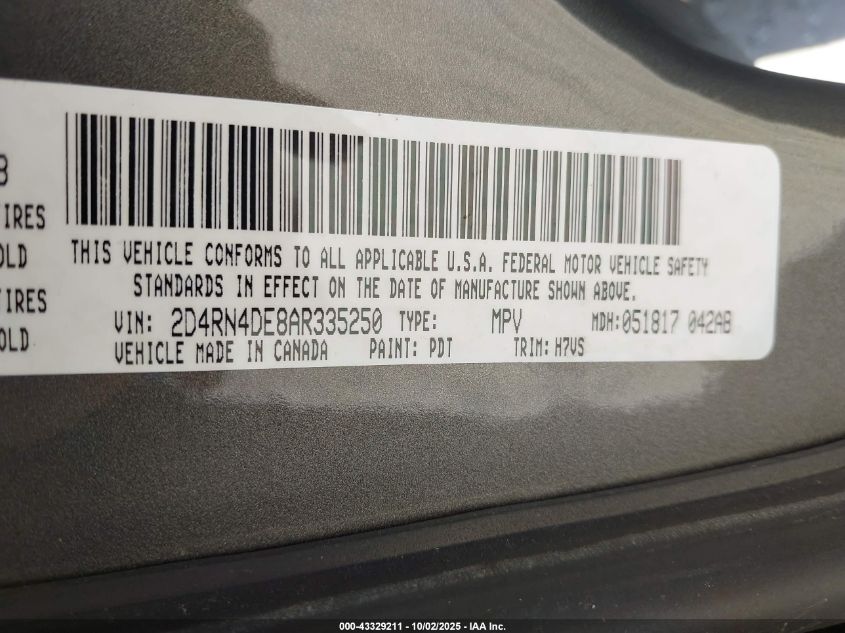 8
IRES
OLD
IRES
OLD
THIS VEHICLE CONFORMS TO ALL APPLICABLE U.S.A. FEDERAL MOTOR VEHICLE SAFETY
STANDARDS IN EFFECT ON THE DATE OF MANUFACTURE SHOWN ABOVE.
VIN: 2D4RN4DE8AR335250 TYPE: MPV MDH:051817 042AB
VEHICLE MADE IN CANADA PAINT: PDT TRIM: H7VS
000-43329211 - 10/02/2025 - IAA Inc.